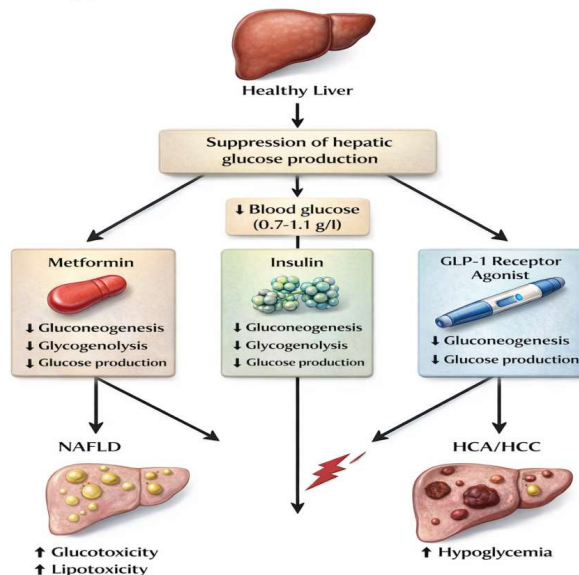 Healthy Liver
Suppression of hepatic
glucose production
⬇ Blood glucose
(0.7-1.1 g/l)
Metformin
⬇ Gluconeogenesis
⬇ Glycogenolysis
⬇ Glucose production
Insulin
⬇ Gluconeogenesis
⬇ Glycogenolysis
⬇ Glucose production
GLP-1 Receptor
Agonist
⬇ Gluconeogenesis
⬇ Glucose production
NAFLD
⬆ Glucotoxicity
⬆ Lipotoxicity
HCA/HCC
⬆ Hypoglycemia